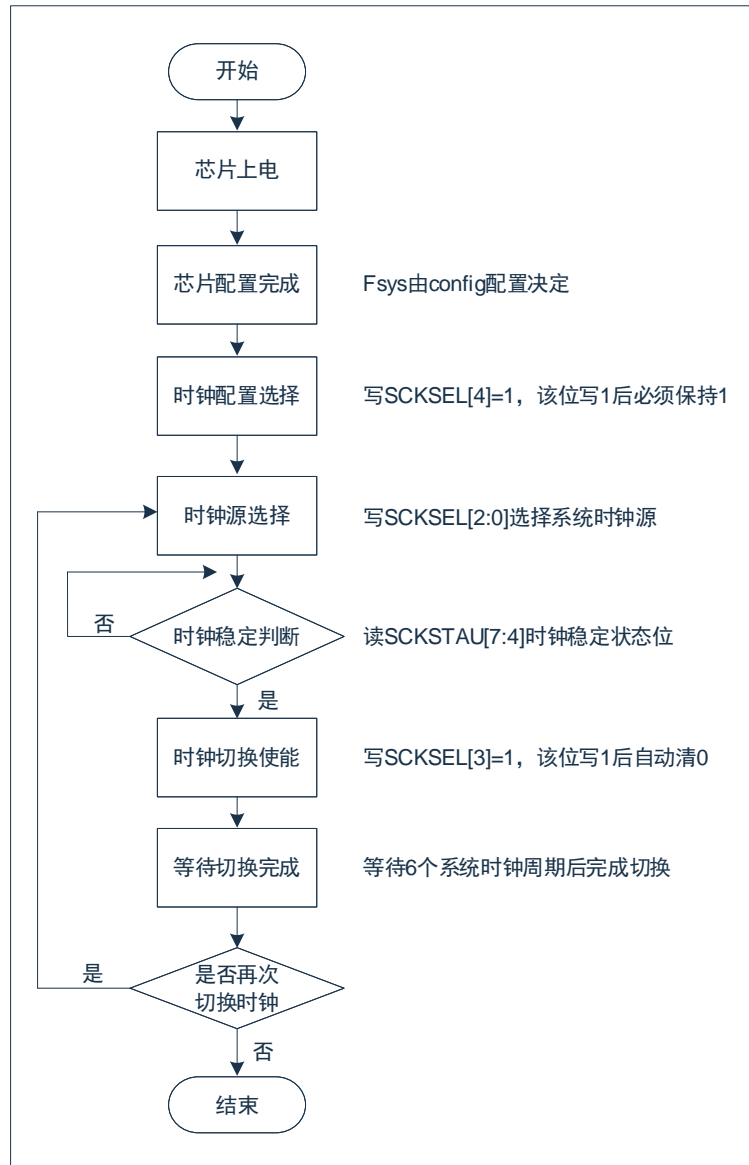 开始
芯片上电
芯片配置完成
Fsys由config配置决定
时钟配置选择
写SCKSEL[4]=1，该位写1后必须保持1
时钟源选择
写SCKSEL[2:0]选择系统时钟源
否
时钟稳定判断
读SCKSTAU[7:4]时钟稳定状态位
是
时钟切换使能
写SCKSEL[3]=1，该位写1后自动清0
等待切换完成
等待6个系统时钟周期后完成切换
是
是否再次
切换时钟
否
结束